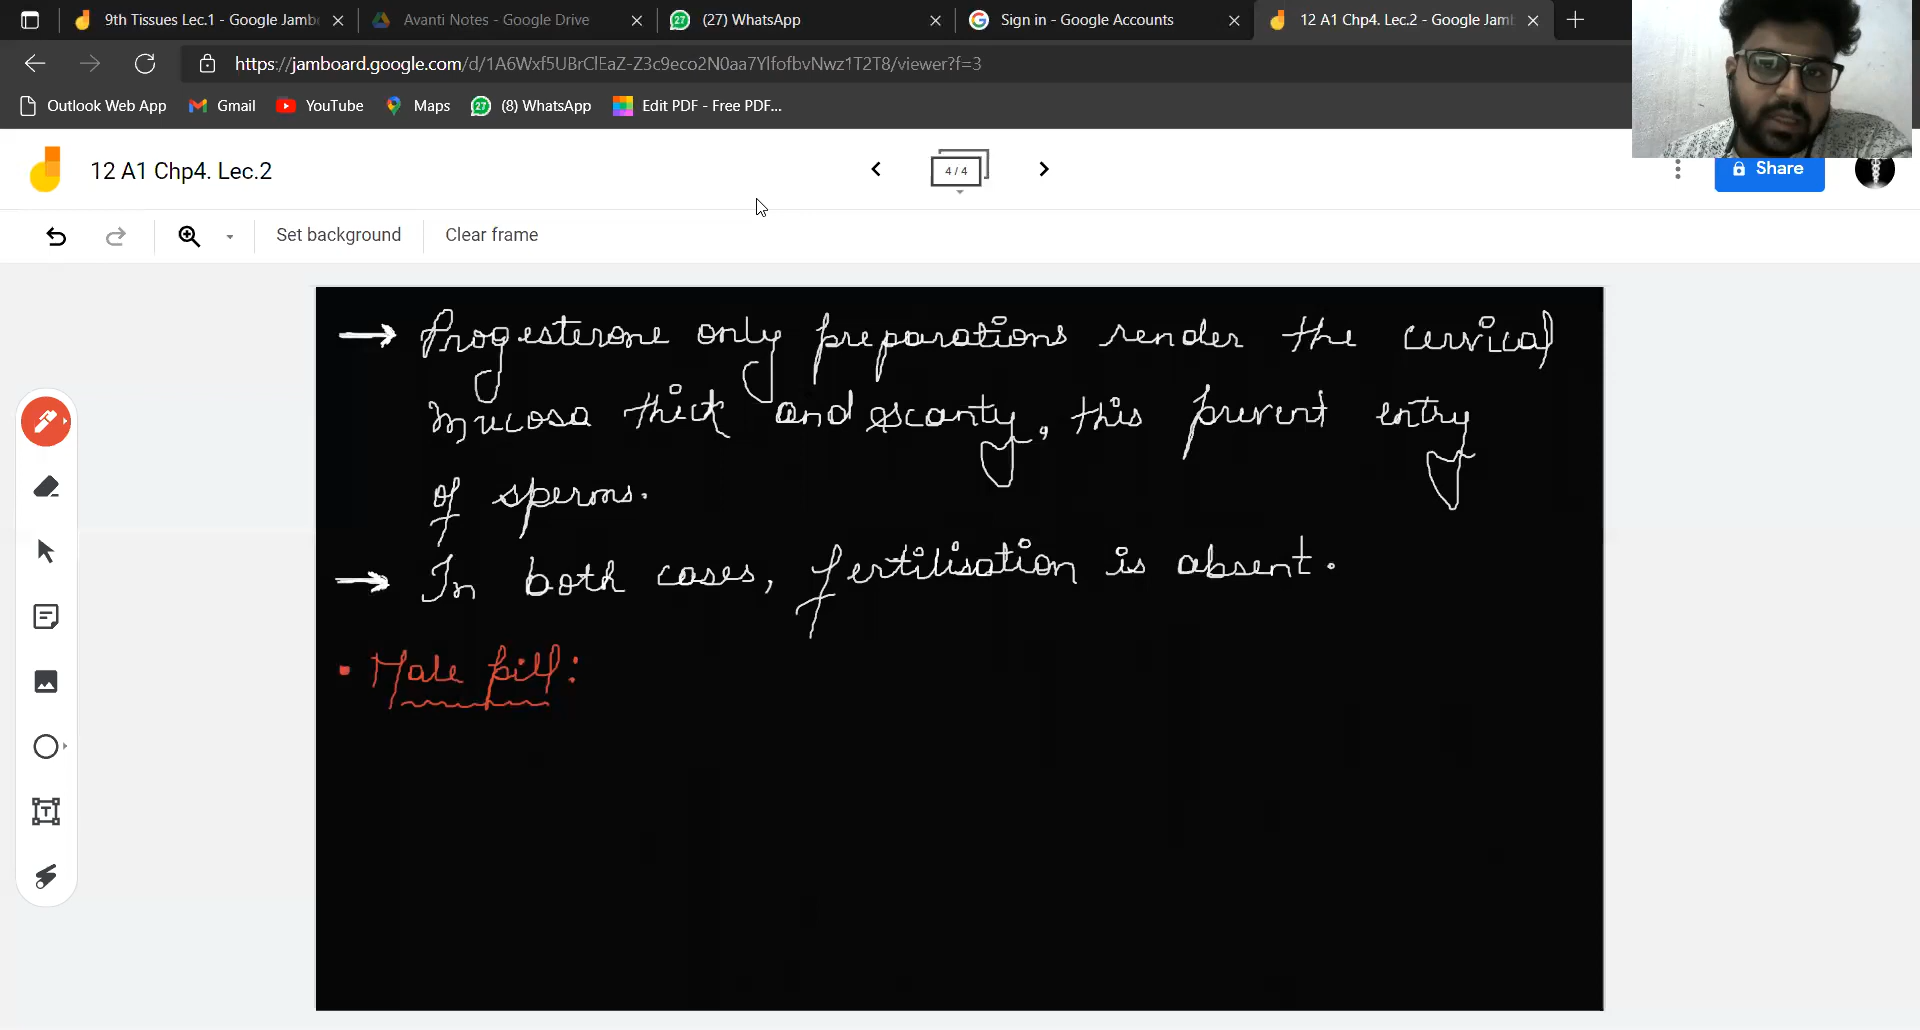 9th Tissues Lec.1 - Google Jambo
Avanti Notes - Google Drive
(27) WhatsApp
Sign in - Google Accounts
12 A1 Chp4. Lec.2 - Google Jamb
https://jamboard.google.com/d/1A6Wxf5UBrClEaZ-Z3c9eco2N0aa7YlfofbvNwz1T2T8/viewer?f=3
Outlook Web App
Gmail
YouTube
Maps
(8) WhatsApp
Edit PDF - Free PDF...
12 A1 Chp4. Lec.2
4 / 4
Share
Set background
Clear frame
→ Progesterone only preparations render the cervical
mucosa thick and scanty, this prevent entry
of sperms.
→ In both cases, fertilisation is absent.
• Male pill: